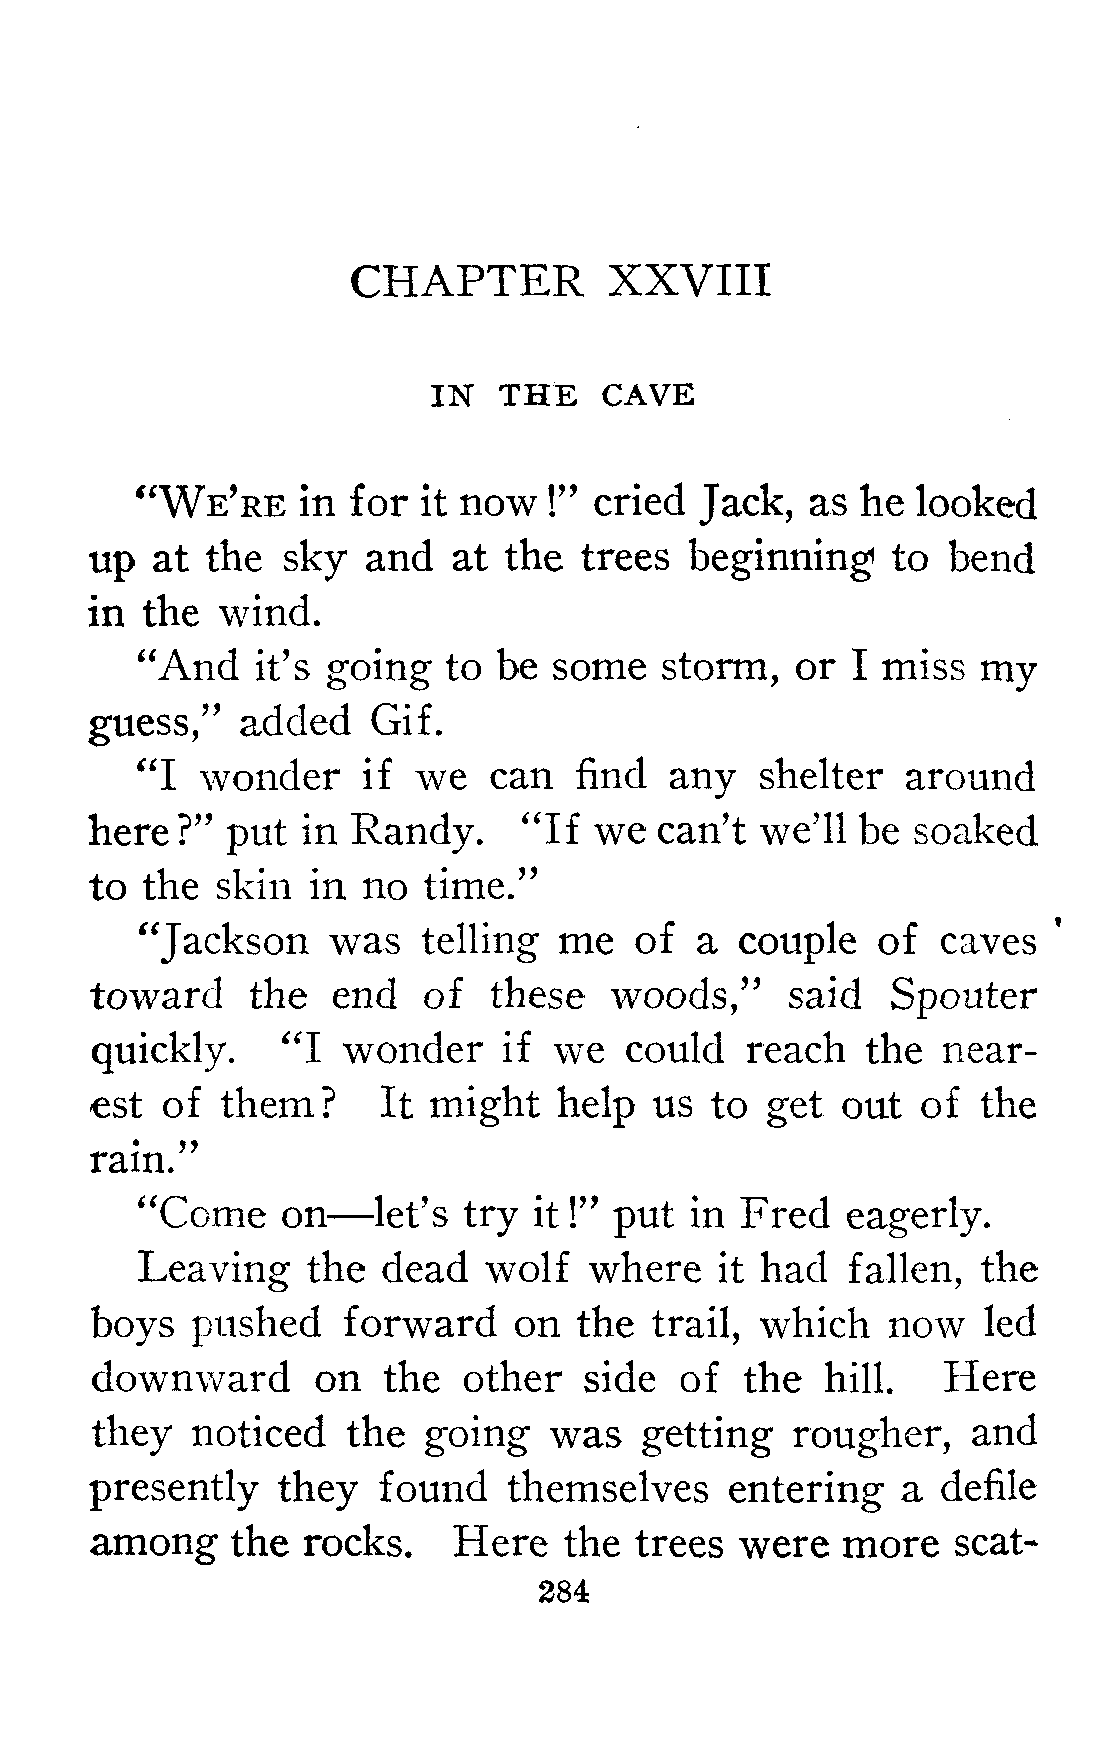 CHAPTER XXVIII
IN THE CAVE
"WE'RE in for it now!" cried Jack, as he looked
up at the sky and at the trees beginning to bend
in the wind.
"And it's going to be some storm, or I miss my
guess," added Gif.
"I wonder if we can find any shelter around
here?" put in Randy. "If we can't we'll be soaked
to the skin in no time."
"Jackson was telling me of a couple of caves
toward the end of these woods," said Spouter
quickly. "I wonder if we could reach the near-
est of them? It might help us to get out of the
rain."
"Come on—let's try it!" put in Fred eagerly.
Leaving the dead wolf where it had fallen, the
boys pushed forward on the trail, which now led
downward on the other side of the hill. Here
they noticed the going was getting rougher, and
presently they found themselves entering a defile
among the rocks. Here the trees were more scat-
284